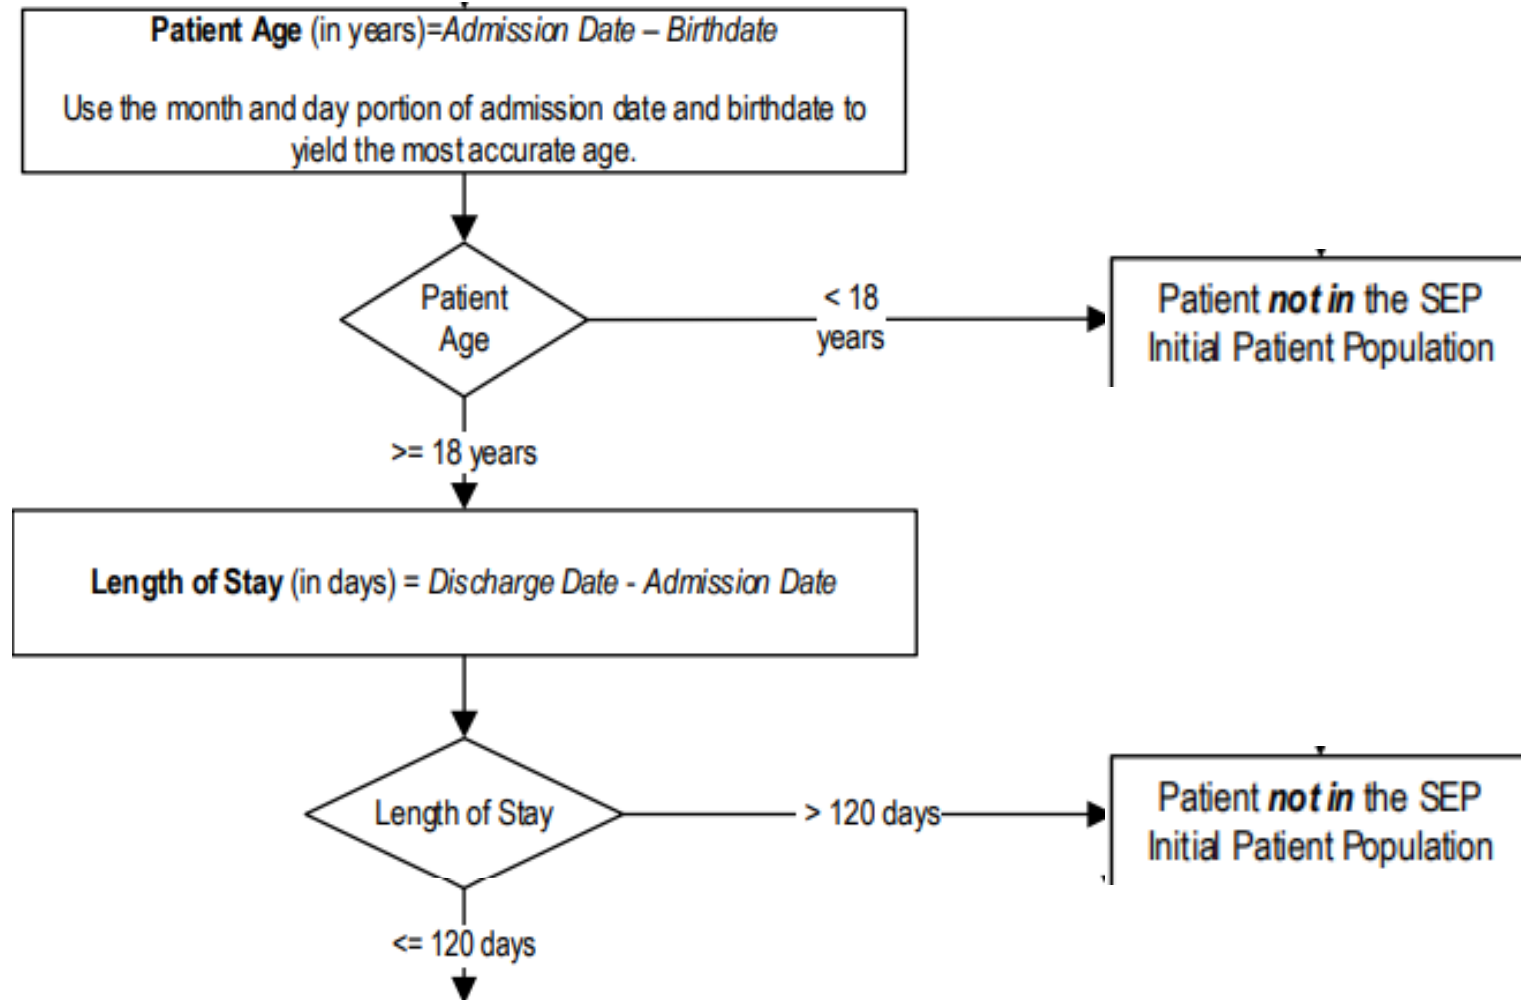 Patient Age (in years)=Admission Date – Birthdate
Use the month and day portion of admission date and birthdate to
yield the most accurate age.
Patient
Age
< 18
years
Patient not in the SEP
Initial Patient Population
>= 18 years
Length of Stay (in days) = Discharge Date - Admission Date
Length of Stay
> 120 days
Patient not in the SEP
Initial Patient Population
<= 120 days